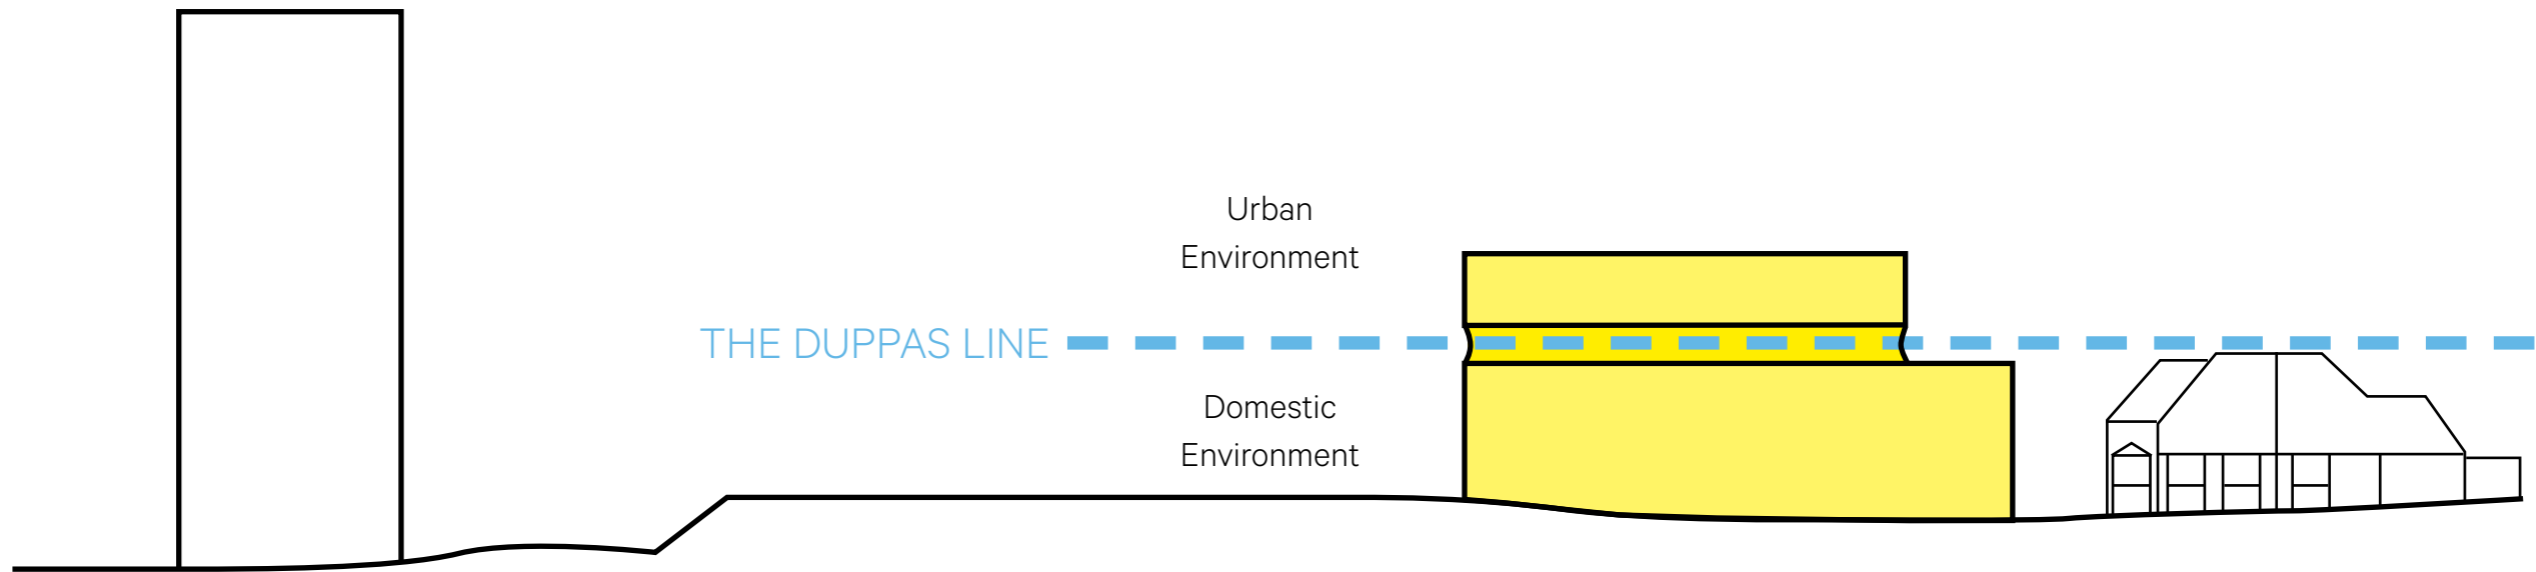 Urban
Environment
THE DUPPAS LINE
Domestic
Environment